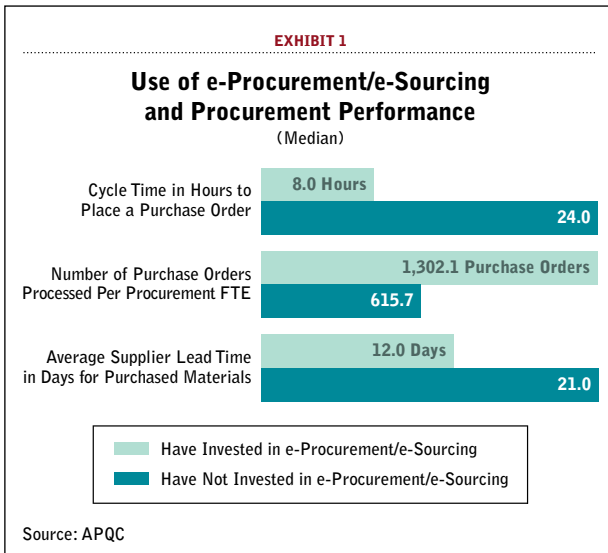 EXHIBIT 1
Use of e-Procurement/e-Sourcing
and Procurement Performance
(Median)
Cycle Time in Hours to
Place a Purchase Order
8.0 Hours
24.0
Number of Purchase Orders
Processed Per Procurement FTE
1,302.1 Purchase Orders
615.7
Average Supplier Lead Time
in Days for Purchased Materials
12.0 Days
21.0
Have Invested in e-Procurement/e-Sourcing
Have Not Invested in e-Procurement/e-Sourcing
Source: APQC